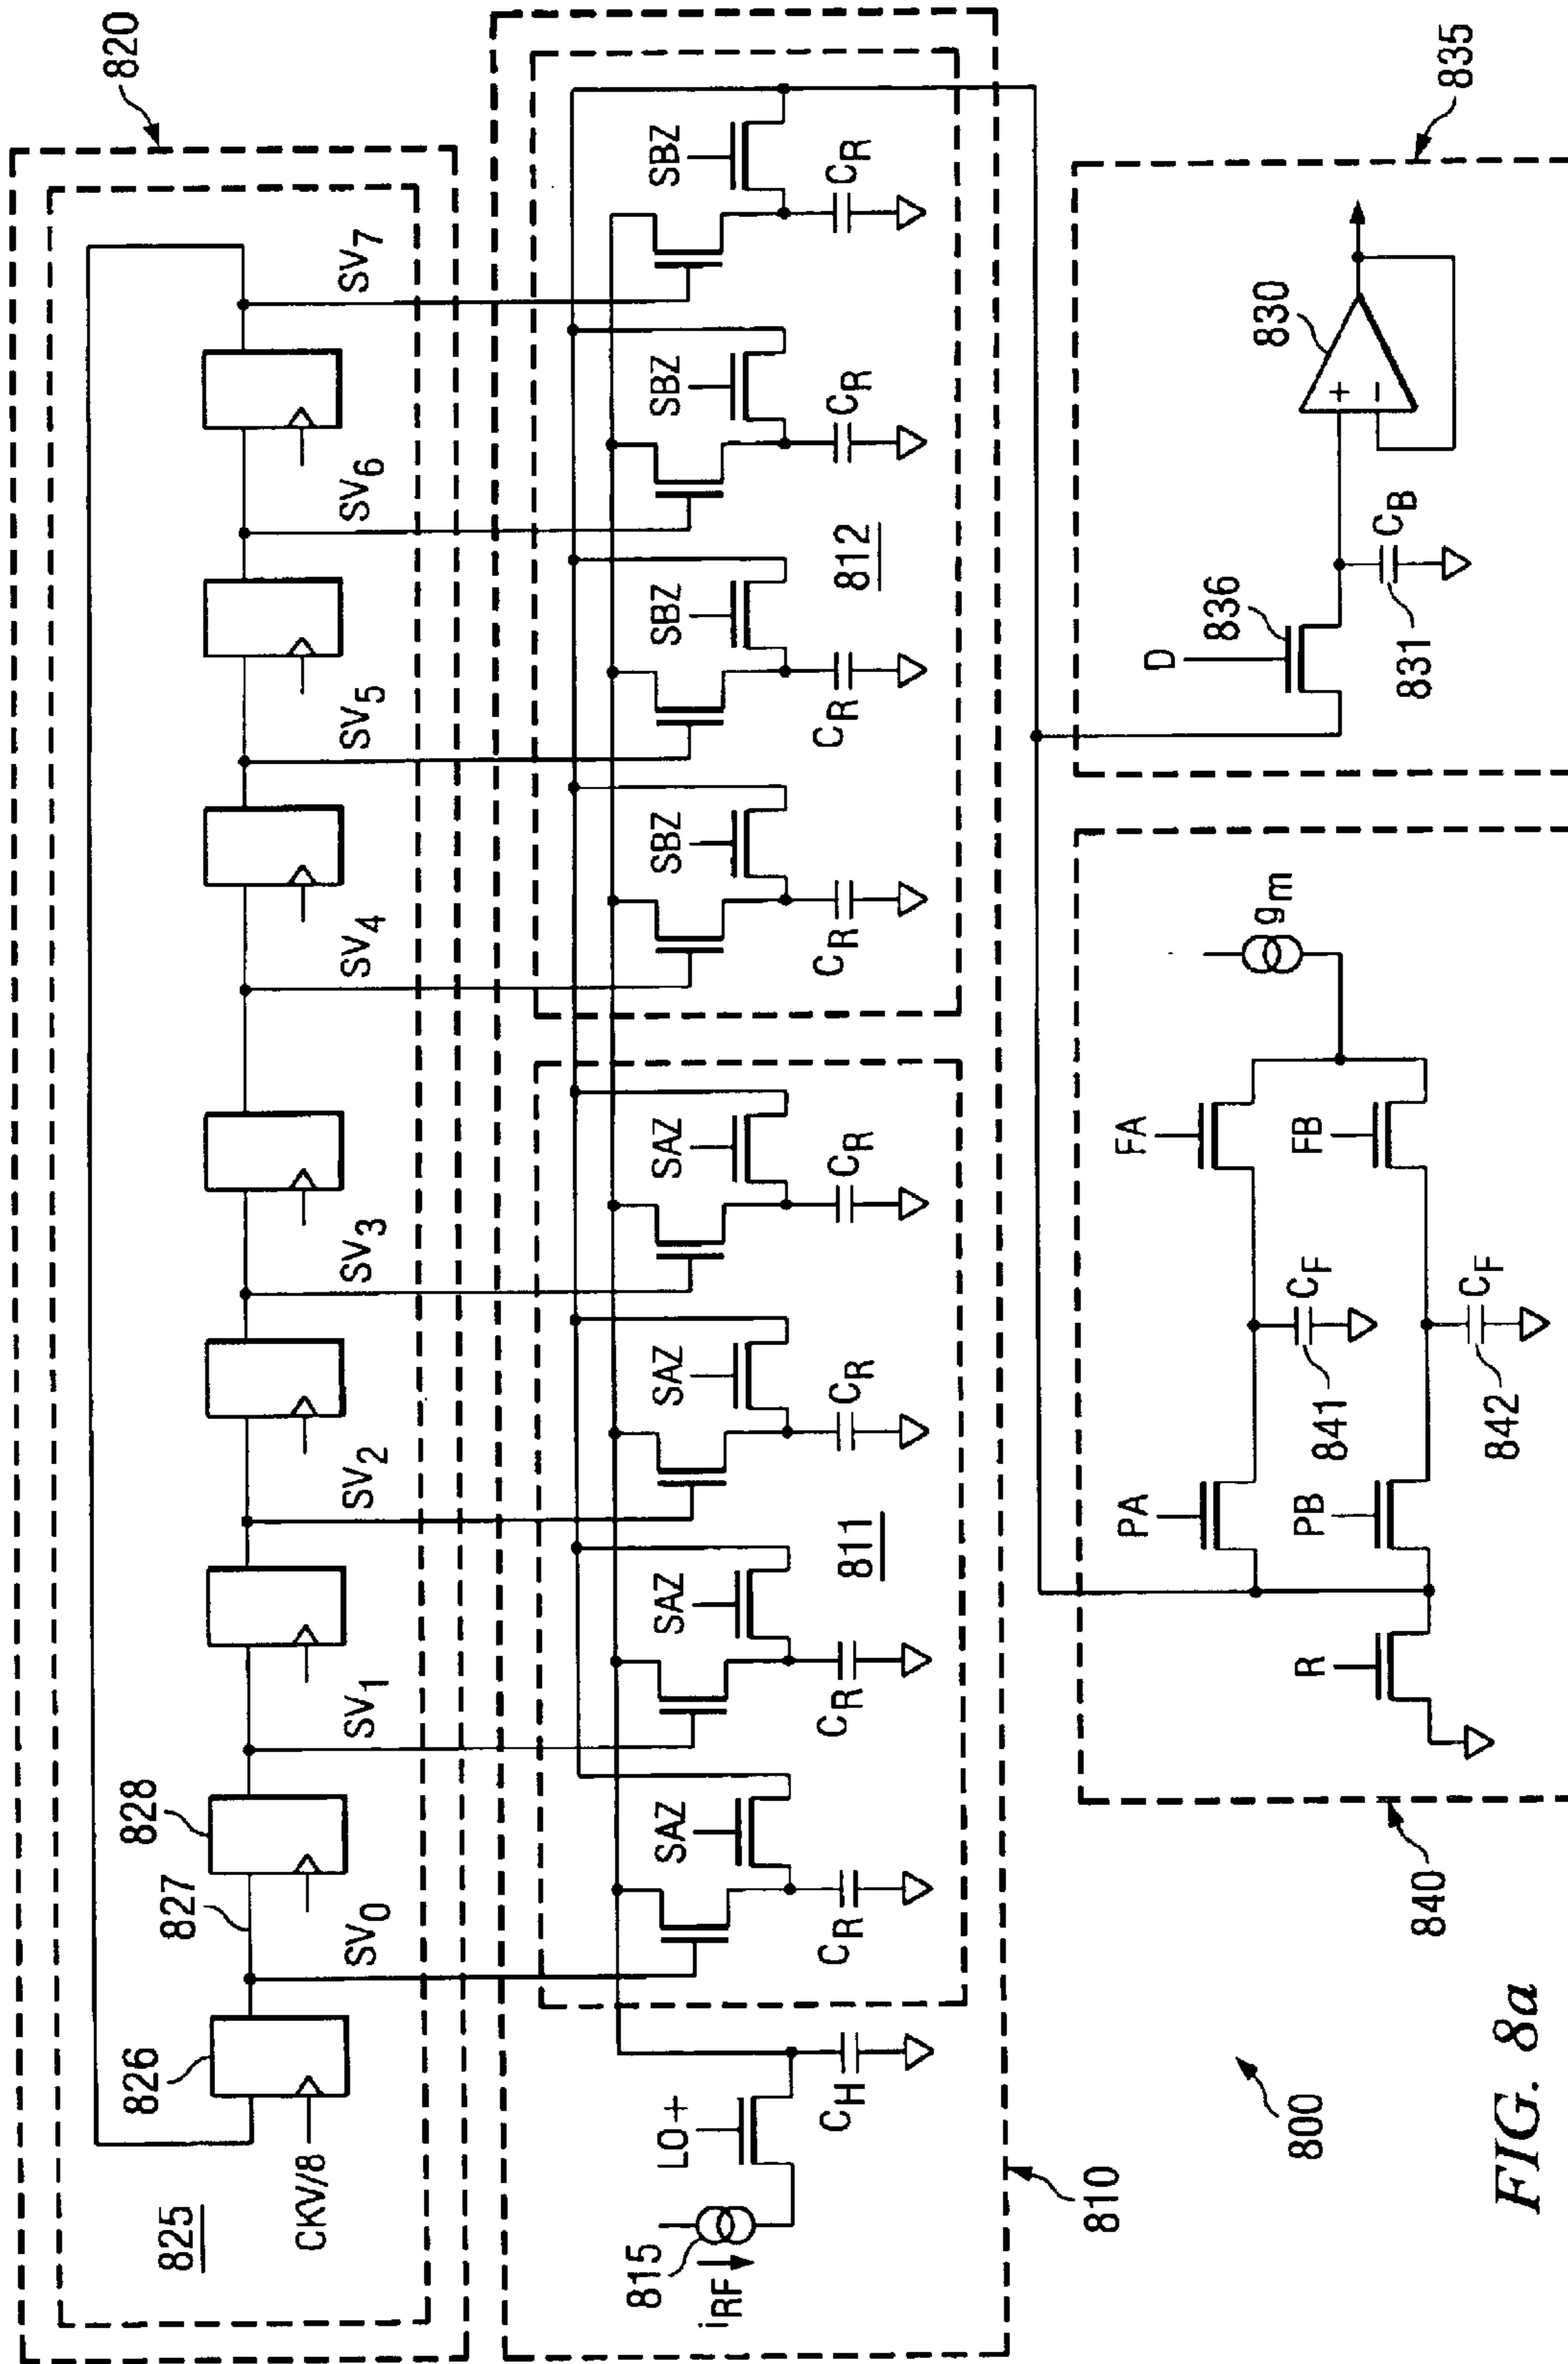 820
825
826
827
828
CKV/8
SV0
SV1
SV2
SV3
SV4
SV5
SV6
SV7
815
iRF
LO+
CH
SAZ
SAZ
SAZ
SAZ
SBZ
SBZ
SBZ
SBZ
CR
CR
CR
CR
CR
CR
CR
CR
811
812
810
840
R
PA
PB
841
CF
842
CF
FA
FB
gm
D
836
831
CB
830
+
−
835
800
FIG. 8a